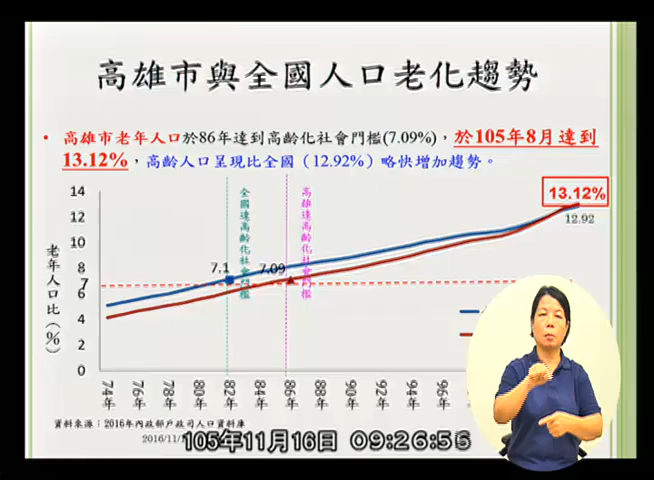 高雄市與全國人口老化趨勢
• 高雄市老年人口於86年達到高齡化社會門檻(7.09%)，於105年8月達到
13.12%，高齡人口呈現比全國（12.92%）略快增加趨勢。
老年人口比(%)
14
12
10
8
7
6
4
2
0
全國達高齡化社會門檻
高雄達高齡化社會門檻
7.1
7.09
13.12%
12.92
74年
76年
78年
80年
82年
84年
86年
88年
90年
92年
94年
96年
資料來源：2016年內政部戶政司人口資料庫
2016/11/
105年11月16日 09:26:56